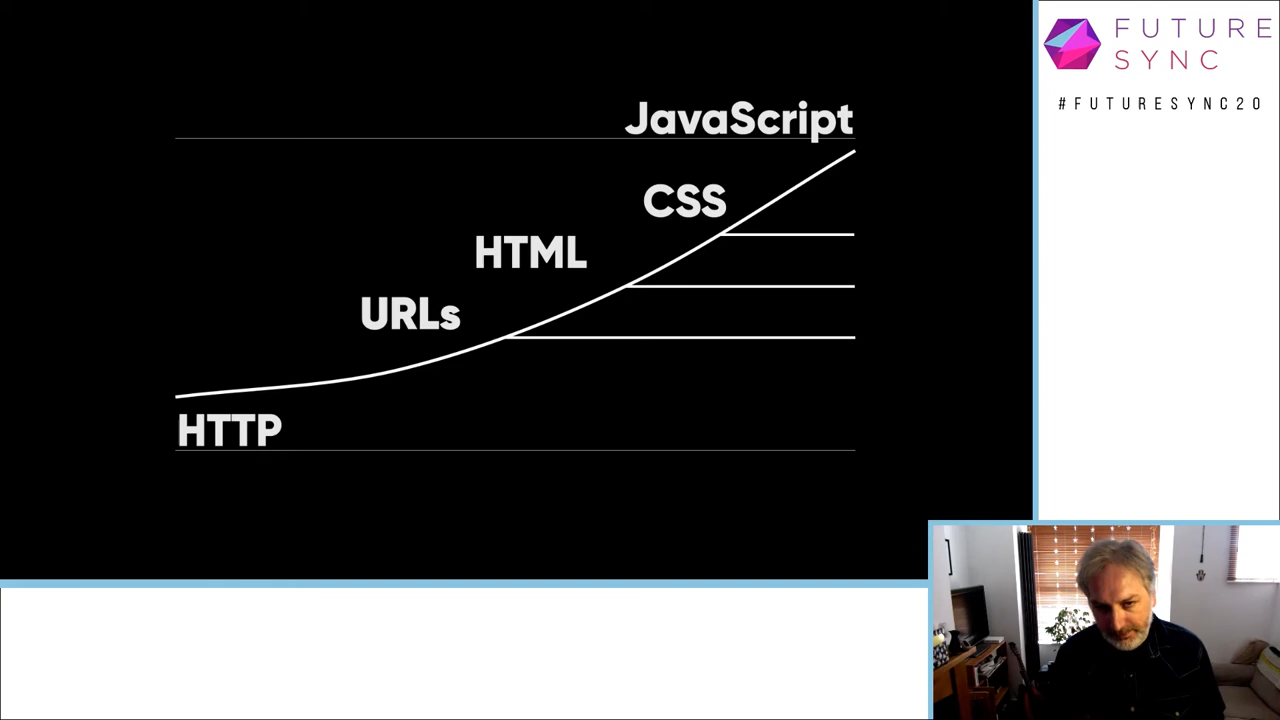 JavaScript
CSS
HTML
URLs
HTTP
FUTURE
SYNC
#FUTURESYNC20